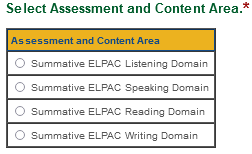 Select Assessment and Content Area.*
Assessment and Content Area
Summative ELPAC Listening Domain
Summative ELPAC Speaking Domain
Summative ELPAC Reading Domain
Summative ELPAC Writing Domain